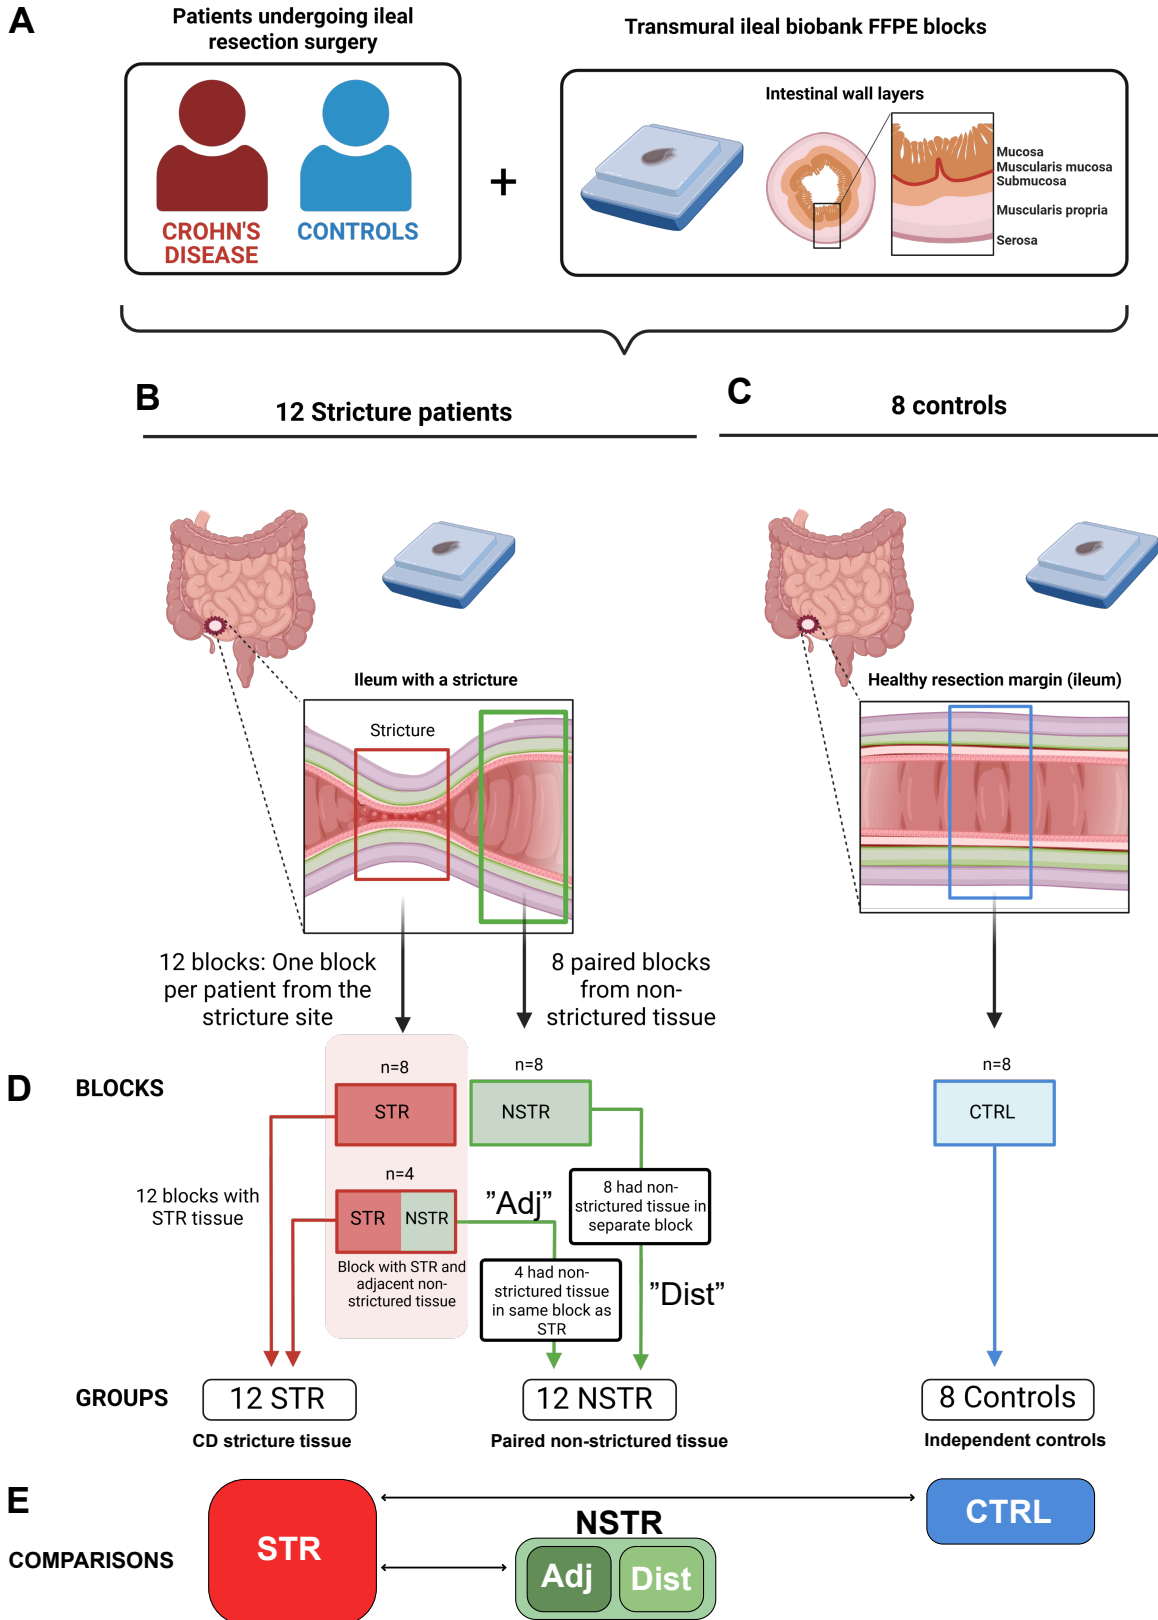 A
Patients undergoing ileal
resection surgery
Transmural ileal biobank FFPE blocks
CROHN'S
DISEASE
CONTROLS
+
Intestinal wall layers
Mucosa
Muscularis mucosa
Submucosa
Muscularis propria
Serosa
B
12 Stricture patients
C
8 controls
Ileum with a stricture
Stricture
Healthy resection margin (ileum)
12 blocks: One block
per patient from the
stricture site
8 paired blocks
from non-
strictured tissue
D
BLOCKS
n=8
STR
n=8
NSTR
n=8
CTRL
12 blocks with
STR tissue
n=4
STR
NSTR
Block with STR and
adjacent non-
strictured tissue
”Adj”
8 had non-
strictured tissue in
separate block
4 had non-
strictured tissue
in same block as
STR
”Dist”
GROUPS
12 STR
12 NSTR
8 Controls
CD stricture tissue
Paired non-strictured tissue
Independent controls
E
COMPARISONS
STR
NSTR
Adj
Dist
CTRL